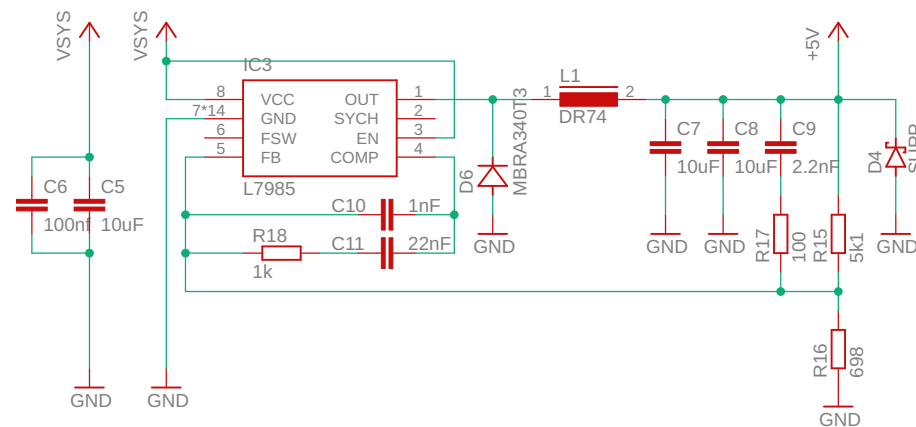 VSYS
VSYS
+5V
IC3
L1
8
VCC
OUT
1
1
2
7*14
GND
SYCH
2
DR74
6
FSW
EN
3
5
FB
COMP
4
L7985
MBRA340T3
D6
C7
10uF
C8
10uF
C9
2.2nF
D4
C6
100nf
C5
10uF
C10
1nF
R18
C11
22nF
1k
GND
GND
GND
R17
100
R15
5k1
GND
R16
698
GND
GND
GND